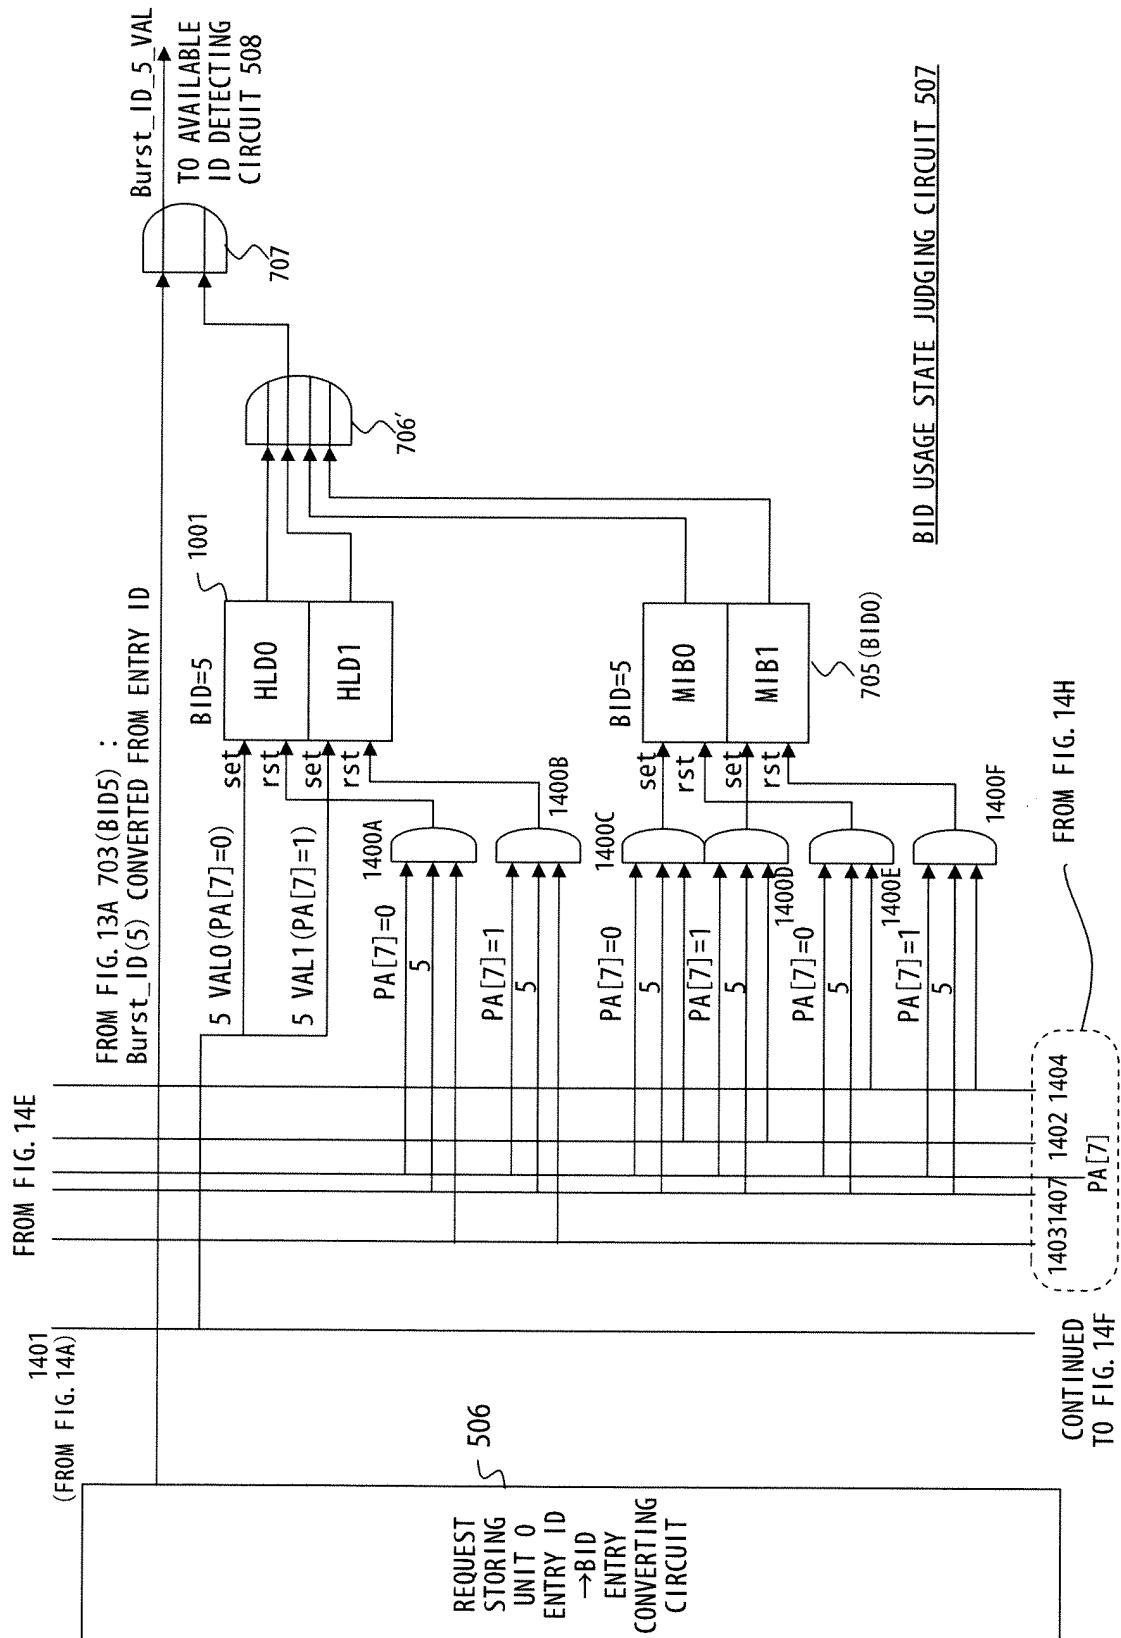 Burst_ID_5_VAL
TO AVAILABLE
ID DETECTING
CIRCUIT 508
707
706'
BID USAGE STATE JUDGING CIRCUIT 507
FROM FIG. 13A 703(BID5) :
Burst_ID(5) CONVERTED FROM ENTRY ID
BID=5
1001
HLD0
HLD1
set
rst
set
rst
5 VAL0(PA[7]=0)
5 VAL1(PA[7]=1)
BID=5
MIB0
MIB1
705(BID0)
set
rst
set
rst
PA[7]=0
5
1400A
PA[7]=1
5
1400B
PA[7]=0
5
1400C
PA[7]=1
5
1400D
PA[7]=0
5
1400E
PA[7]=1
5
1400F
FROM FIG. 14H
FROM FIG. 14E
1403 1407 1402 1404
PA[7]
1401
(FROM FIG. 14A)
CONTINUED
TO FIG. 14F
506
REQUEST
STORING
UNIT 0
ENTRY ID
→BID
ENTRY
CONVERTING
CIRCUIT